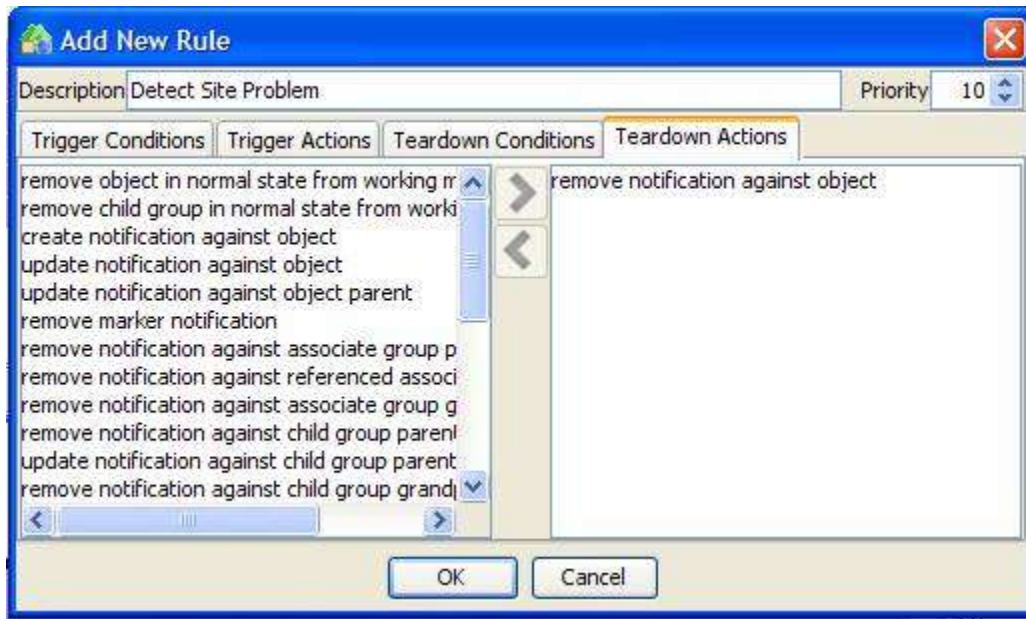 Add New Rule
Description Detect Site Problem Priority 10
Trigger Conditions Trigger Actions Teardown Conditions Teardown Actions
remove object in normal state from working
remove child group in normal state from
create notification against object
update notification against object
update notification against object parent
remove marker notification
remove notification against associate group
remove notification against referenced
remove notification against associate group
remove notification against child group
update notification against child group parent
remove notification against child group
remove notification against object
OK Cancel